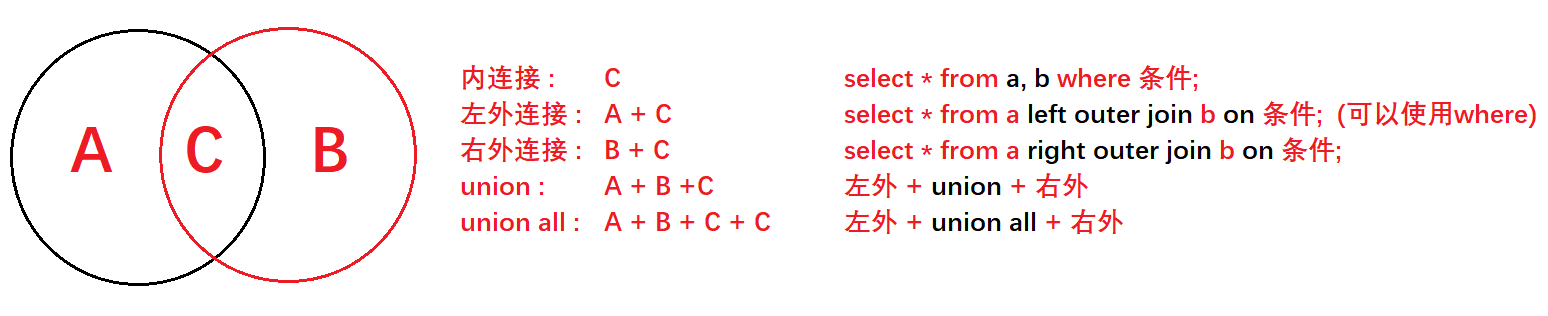 A C B
内连接 : C select * from a, b where 条件;
左外连接 : A + C select * from a left outer join b on 条件; (可以使用where)
右外连接 : B + C select * from a right outer join b on 条件;
union : A + B +C 左外 + union + 右外
union all : A + B + C + C 左外 + union all + 右外